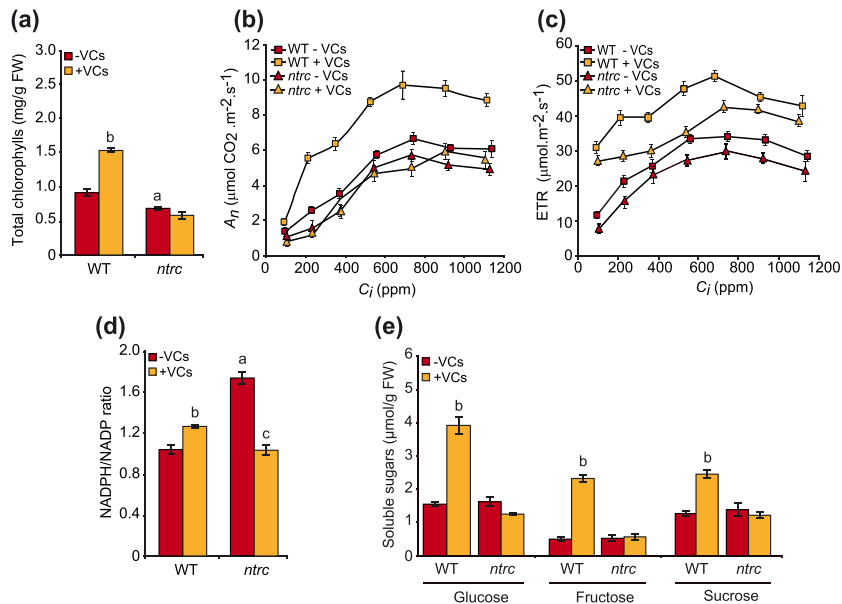 (a)
-VCs
+VCs
Total chlorophylls (mg/g FW)
3.0
2.5
2.0
1.5
1.0
0.5
0
b
a
WT
ntrc
(b)
WT - VCs
WT + VCs
ntrc - VCs
ntrc + VCs
An (μmol CO2 .m-2.s-1)
12
10
8
6
4
2
0
0 200 400 600 800 1000 1200
Ci (ppm)
(c)
WT - VCs
WT + VCs
ntrc - VCs
ntrc + VCs
ETR (μmol.m-2.s-1)
60
50
40
30
20
10
0
0 200 400 600 800 1000 1200
Ci (ppm)
(d)
-VCs
+VCs
NADPH/NADP ratio
2.0
1.6
1.2
0.8
0.4
0
b
a
c
WT
ntrc
(e)
-VCs
+VCs
Soluble sugars (μmol/g FW)
6
5
4
3
2
1
0
b
b
b
WT ntrc WT ntrc WT ntrc
Glucose Fructose Sucrose